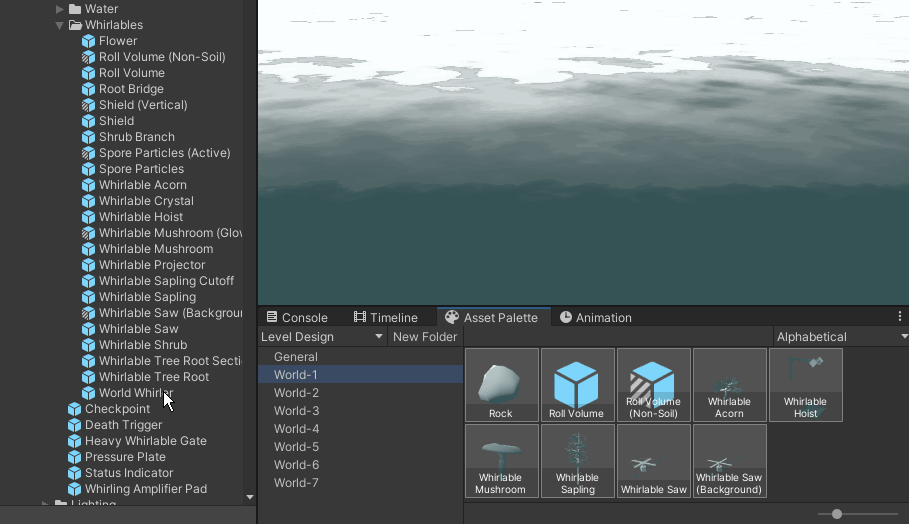 Water
Whirlables
Flower
Roll Volume (Non-Soil)
Roll Volume
Root Bridge
Shield (Vertical)
Shield
Shrub Branch
Spore Particles (Active)
Spore Particles
Whirlable Acorn
Whirlable Crystal
Whirlable Hoist
Whirlable Mushroom (Glo
Whirlable Mushroom
Whirlable Projector
Whirlable Sapling Cutoff
Whirlable Sapling
Whirlable Saw (Backgrou
Whirlable Saw
Whirlable Shrub
Whirlable Tree Root Secti
Whirlable Tree Root
World Whirler
Checkpoint
Death Trigger
Heavy Whirlable Gate
Pressure Plate
Status Indicator
Whirling Amplifier Pad
Lighting
Console
Timeline
Asset Palette
Animation
Level Design
New Folder
Alphabetical
General
World-1
World-2
World-3
World-4
World-5
World-6
World-7
Rock
Roll Volume
Roll Volume
(Non-Soil)
Whirlable
Acorn
Whirlable
Hoist
Whirlable
Mushroom
Whirlable
Sapling
Whirlable Saw
Whirlable Saw
(Background)